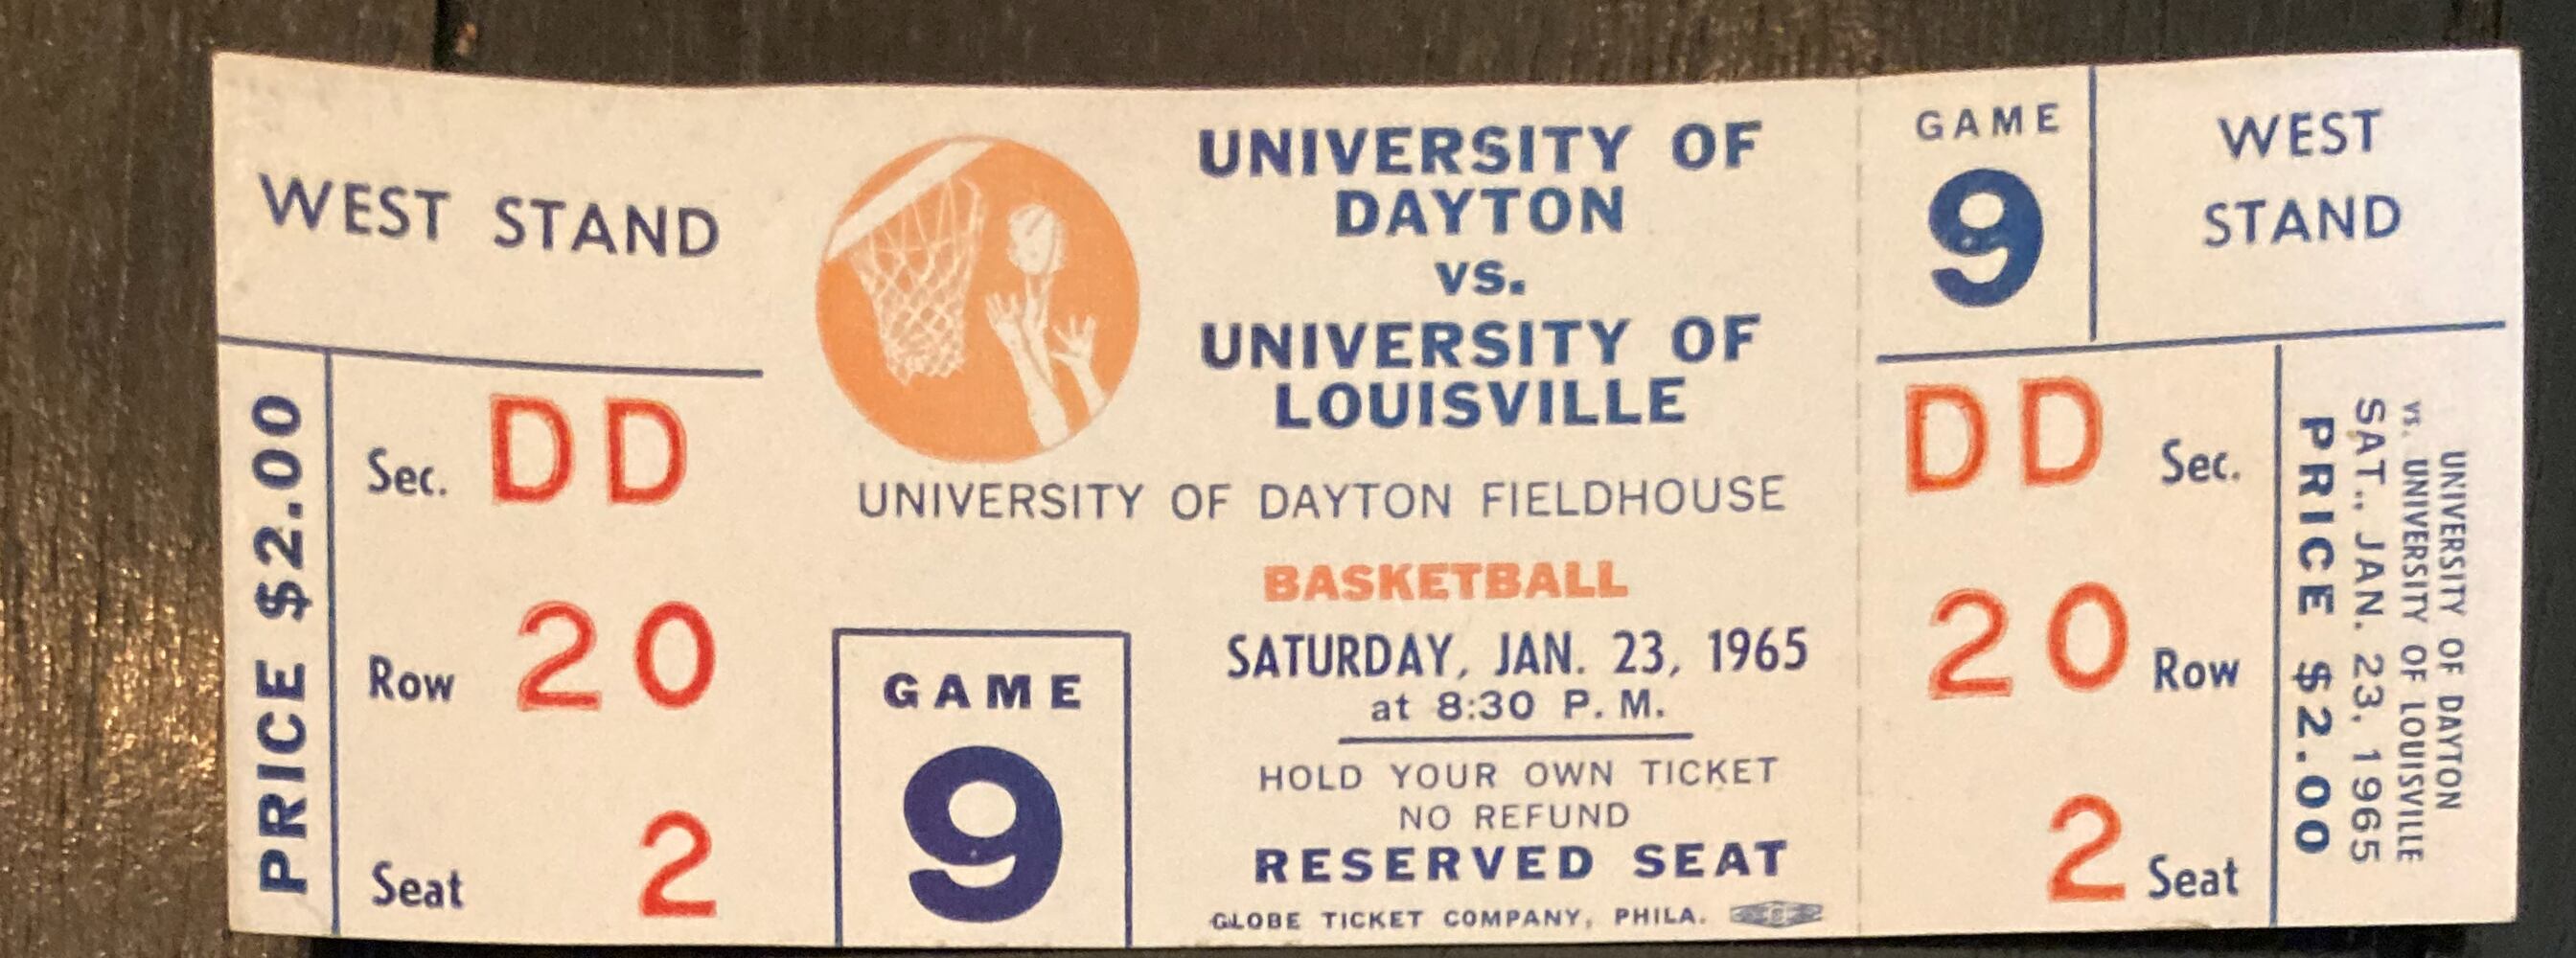 WEST STAND
PRICE $2.00
Sec. DD
Row 20
Seat 2
UNIVERSITY OF
DAYTON
vs.
UNIVERSITY OF
LOUISVILLE
UNIVERSITY OF DAYTON FIELDHOUSE
BASKETBALL
SATURDAY, JAN. 23, 1965
at 8:30 P. M.
GAME
9
HOLD YOUR OWN TICKET
NO REFUND
RESERVED SEAT
GLOBE TICKET COMPANY, PHILA.
GAME
9
WEST
STAND
DD Sec.
20 Row
2 Seat
UNIVERSITY OF DAYTON
vs. UNIVERSITY OF LOUISVILLE
SAT., JAN. 23, 1965
PRICE $2.00